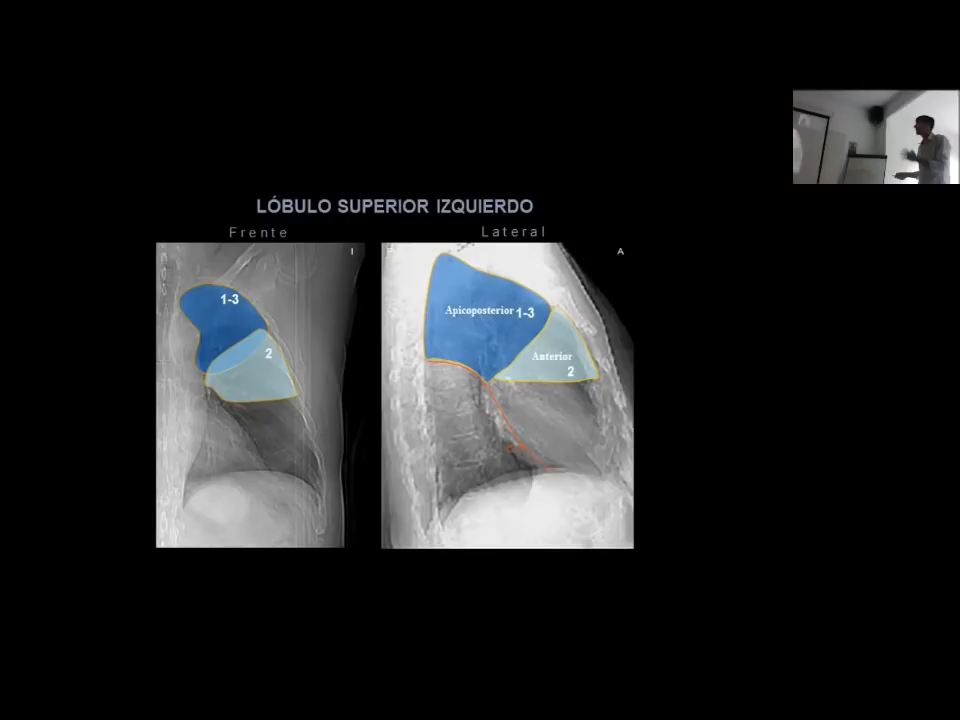 LÓBULO SUPERIOR IZQUIERDO
Frente
Lateral
I
A
1-3
2
Apicoposterior 1-3
Anterior
2